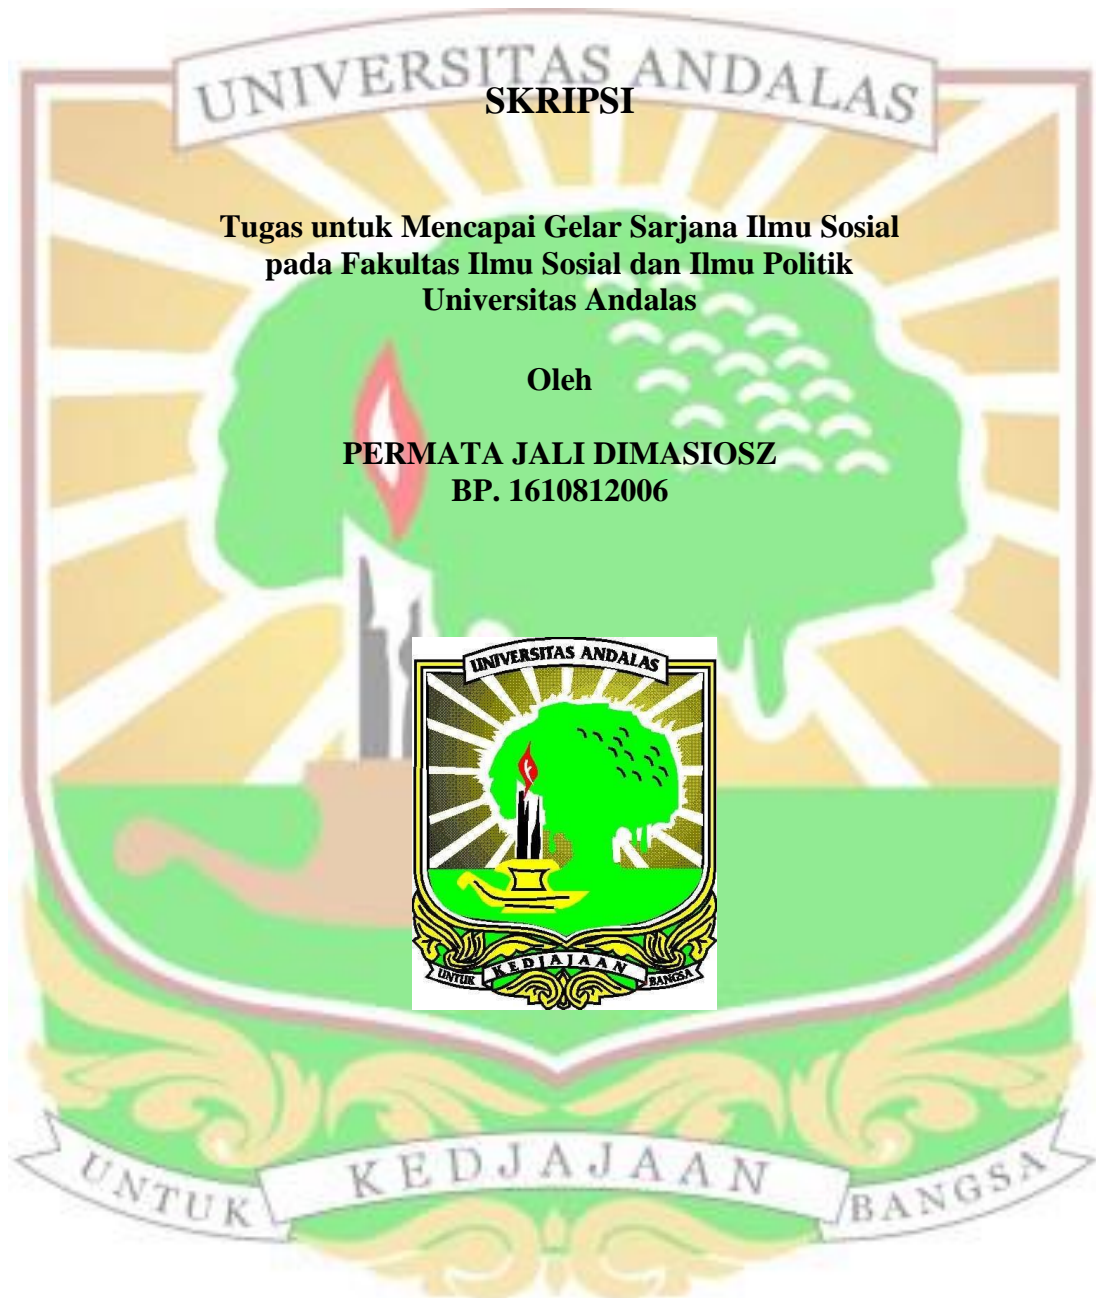 UNIVERSITAS ANDALAS
SKRIPSI
Tugas untuk Mencapai Gelar Sarjana Ilmu Sosial
pada Fakultas Ilmu Sosial dan Ilmu Politik
Universitas Andalas
Oleh
PERMATA JALI DIMASIOSZ
BP. 1610812006
UNIVERSITAS ANDALAS
UNTUK KEDJAJAAN BANGSA
UNTUK KEDJAJAAN BANGSA